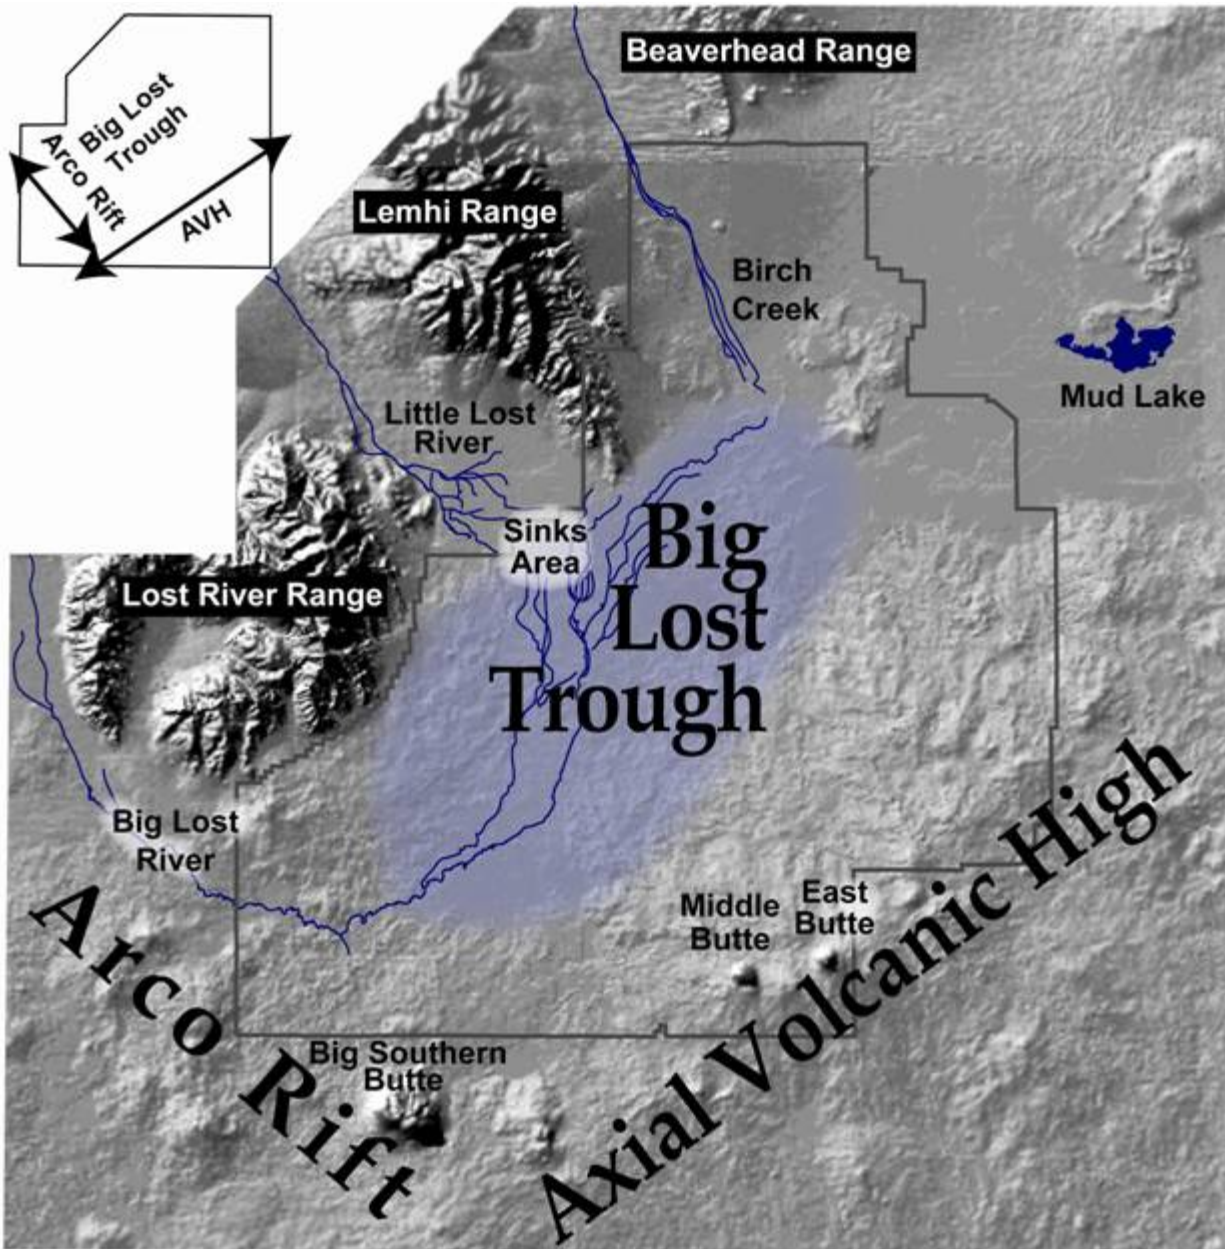 Big Lost
Trough
Arco Rift
AVH
Beaverhead Range
Lemhi Range
Birch
Creek
Mud Lake
Little Lost
River
Sinks
Area
Big
Lost
Trough
Lost River Range
Big Lost
River
Middle
Butte
East
Butte
Arco Rift
Axial Volcanic High
Big Southern
Butte